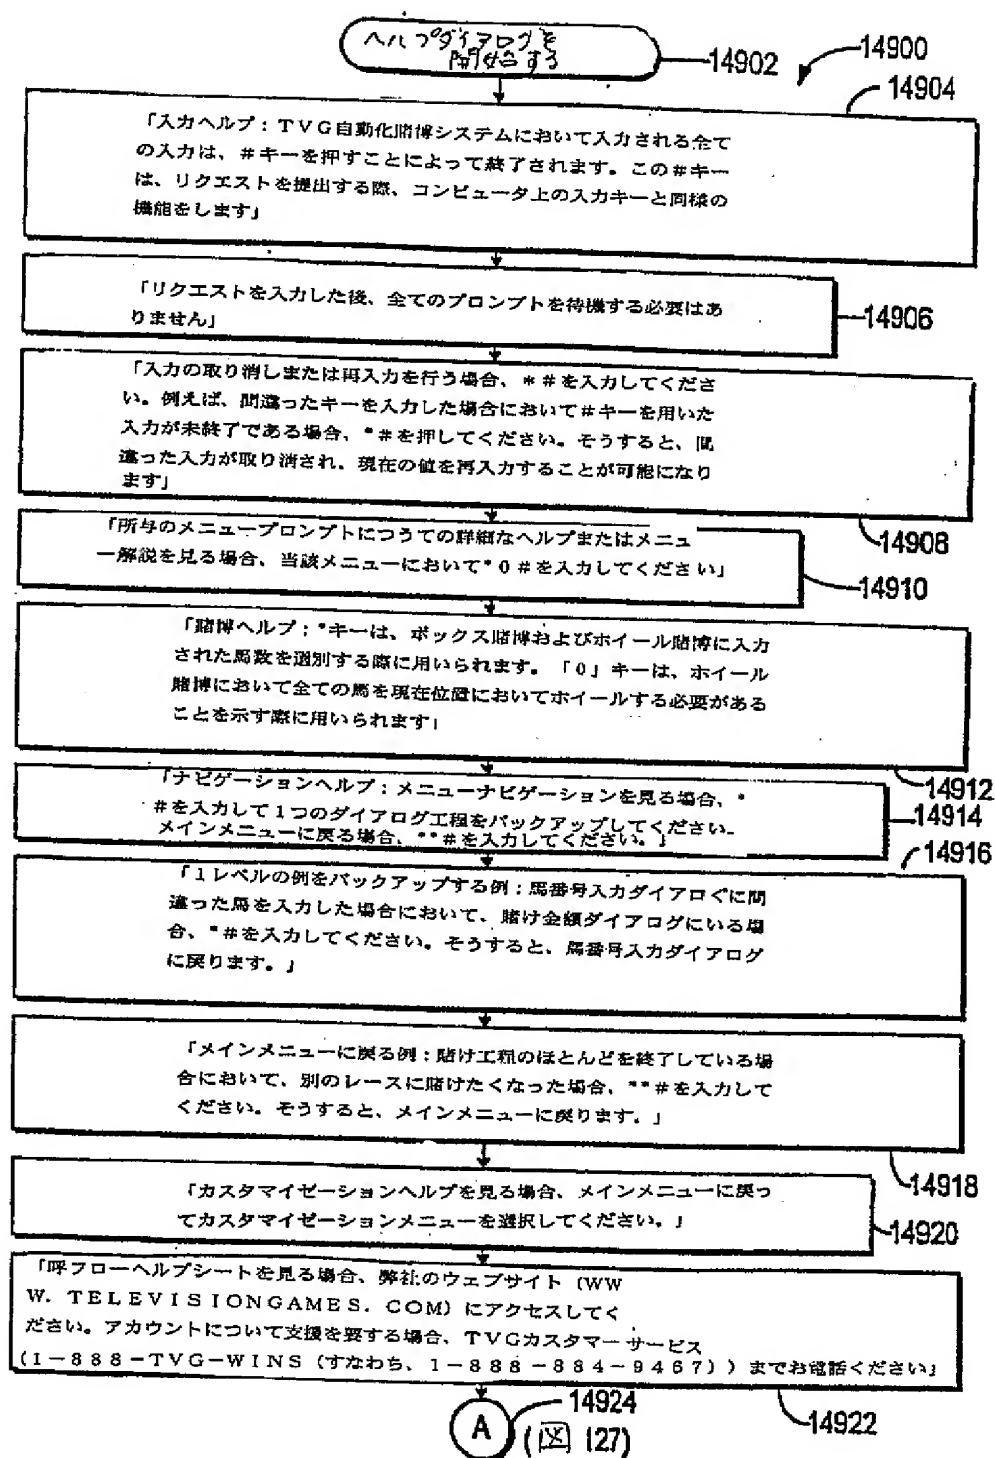 ヘルプダイアログを
開始する
14902
14900
14904
「入力ヘルプ：TVG自動化賭博システムにおいて入力される全て
の入力は、#キーを押すことによって終了されます。この#キー
は、リクエストを提出する際、コンピュータ上の入力キーと同様の
機能をします」
「リクエストを入力した後、全てのプロンプトを待機する必要はあ
りません」
14906
「入力の取り消しまたは再入力を行う場合、*#を入力してくださ
い。例えば、間違ったキーを入力した場合において#キーを用いた
入力が未終了である場合、*#を押してください。そうすると、間
違った入力が取り消され、現在の値を再入力することが可能になり
ます」
14908
「所与のメニュープロンプトにつうての詳細なヘルプまたはメニュ
ー解説を見る場合、当該メニューにおいて*0#を入力してください」
14910
「賭博ヘルプ：*キーは、ボックス賭博およびホイール賭博に入力
された馬数を選別する際に用いられます。「0」キーは、ホイール
賭博において全ての馬を現在位置においてホイールする必要がある
ことを示す際に用いられます」
14912
「ナビゲーションヘルプ：メニューナビゲーションを見る場合、*
#を入力して1つのダイアログ工程をバックアップしてください。
メインメニューに戻る場合、**#を入力してください。」
14914
14916
「1レベルの例をバックアップする例：馬番号入力ダイアロぐに間
違った馬を入力した場合において、賭け金額ダイアログにいる場
合、*#を入力してください。そうすると、馬番号入力ダイアログ
に戻ります。」
「メインメニューに戻る例：賭け工程のほとんどを終了している場
合において、別のレースに賭けたくなった場合、**#を入力して
ください。そうすると、メインメニューに戻ります。」
14918
「カスタマイゼーションヘルプを見る場合、メインメニューに戻っ
てカスタマイゼーションメニューを選択してください。」
14920
「呼フローヘルプシートを見る場合、弊社のウェブサイト（WW
W．TELEVISIONGAMES．COM）にアクセスしてく
ださい。アカウントについて支援を要する場合、TVGカスタマーサービス
（1-888-TVG-WINS（すなわち、1-888-884-9467））までお電話ください」
14922
A
14924
(図 127)